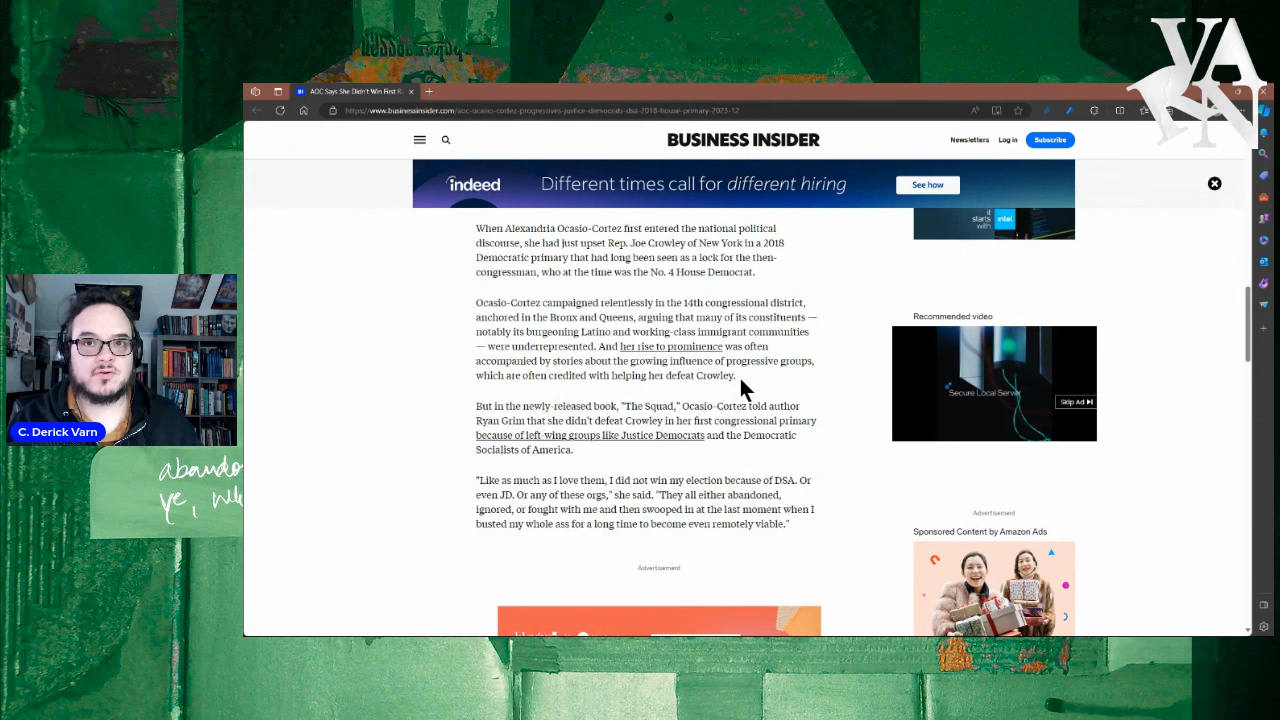 AOC Says She Didn't Win First R
https://www.businessinsider.com/aoc-ocasio-cortez-progressives-justice-democrats-dsa-2018-house-primary-2023-12
VA
BUSINESS INSIDER
Newsletters Log in Subscribe
indeed Different times call for different hiring See how
it
starts
with intel
When Alexandria Ocasio-Cortez first entered the national political
discourse, she had just upset Rep. Joe Crowley of New York in a 2018
Democratic primary that had long been seen as a lock for the then-
congressman, who at the time was the No. 4 House Democrat.
Ocasio-Cortez campaigned relentlessly in the 14th congressional district,
anchored in the Bronx and Queens, arguing that many of its constituents —
notably its burgeoning Latino and working-class immigrant communities
— were underrepresented. And her rise to prominence was often
accompanied by stories about the growing influence of progressive groups,
which are often credited with helping her defeat Crowley.
But in the newly-released book, "The Squad," Ocasio-Cortez told author
Ryan Grim that she didn't defeat Crowley in her first congressional primary
because of left-wing groups like Justice Democrats and the Democratic
Socialists of America.
"Like as much as I love them, I did not win my election because of DSA. Or
even JD. Or any of these orgs," she said. "They all either abandoned,
ignored, or fought with me and then swooped in at the last moment when I
busted my whole ass for a long time to become even remotely viable."
Advertisement
Recommended video
Secure Local Server
Skip Ad
Advertisement
Sponsored Content by Amazon Ads
C. Derick Varn
abando
ye,